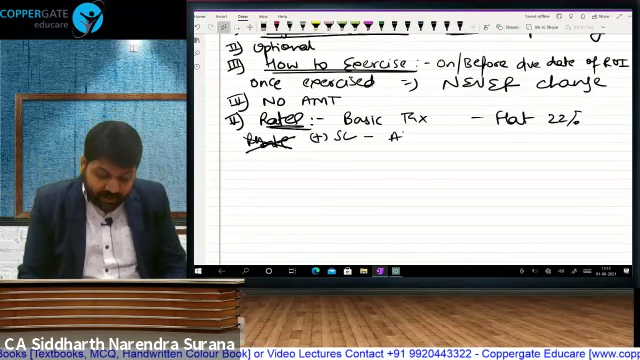 COPPERGATE
educare
II) Optional
III) How to Exercise :- On/Before due date of ROI
once exercised => NEVER change
IV) NO AMT
V) Rates :- Basic Tax - Flat 22%
(+) SC - A
CA Siddharth Narendra Surana
Books [Textbooks, MCQ, Handwritten Colour Book] or Video Lectures Contact +91 9920443322 - Coppergate Educare [www.cop